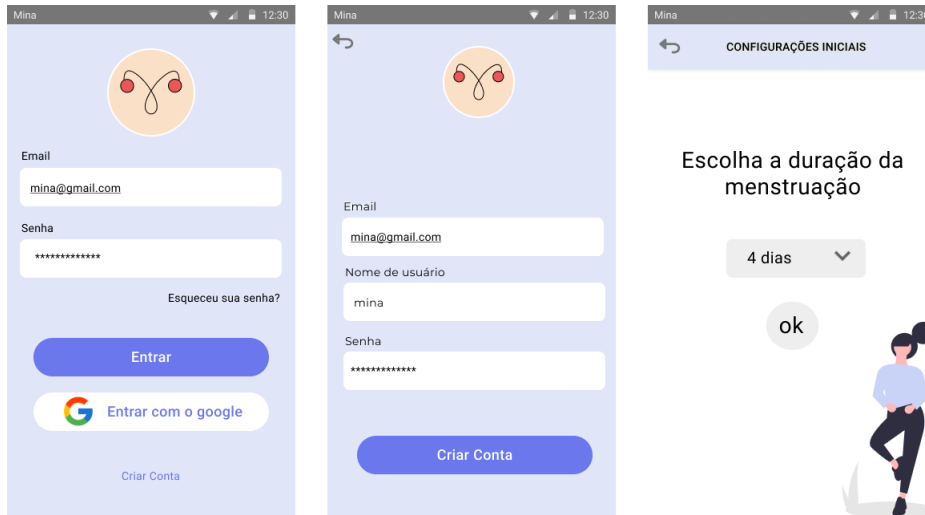 Mina 12:30
Email
mina@gmail.com
Senha
*************
Esqueceu sua senha?
Entrar
Entrar com o google
Criar Conta
Mina 12:30
Email
mina@gmail.com
Nome de usuário
mina
Senha
*************
Criar Conta
Mina 12:30
CONFIGURAÇÕES INICIAIS
Escolha a duração da
menstruação
4 dias
ok